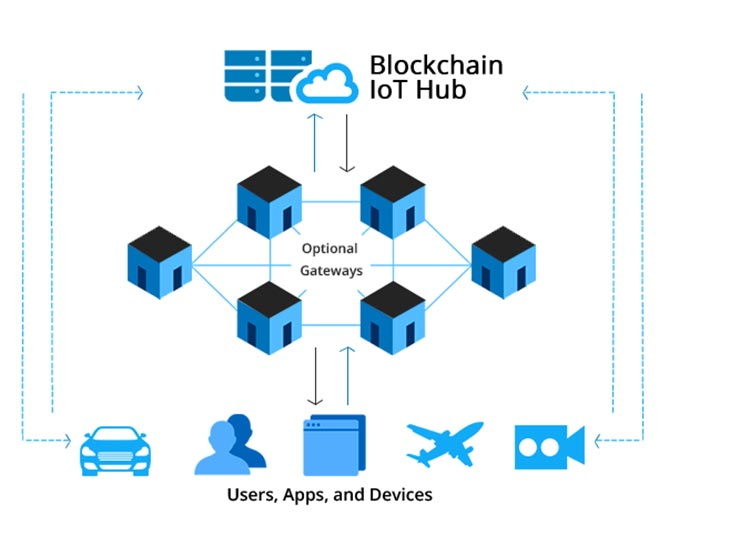 Blockchain
IoT Hub
Optional
Gateways
Users, Apps, and Devices